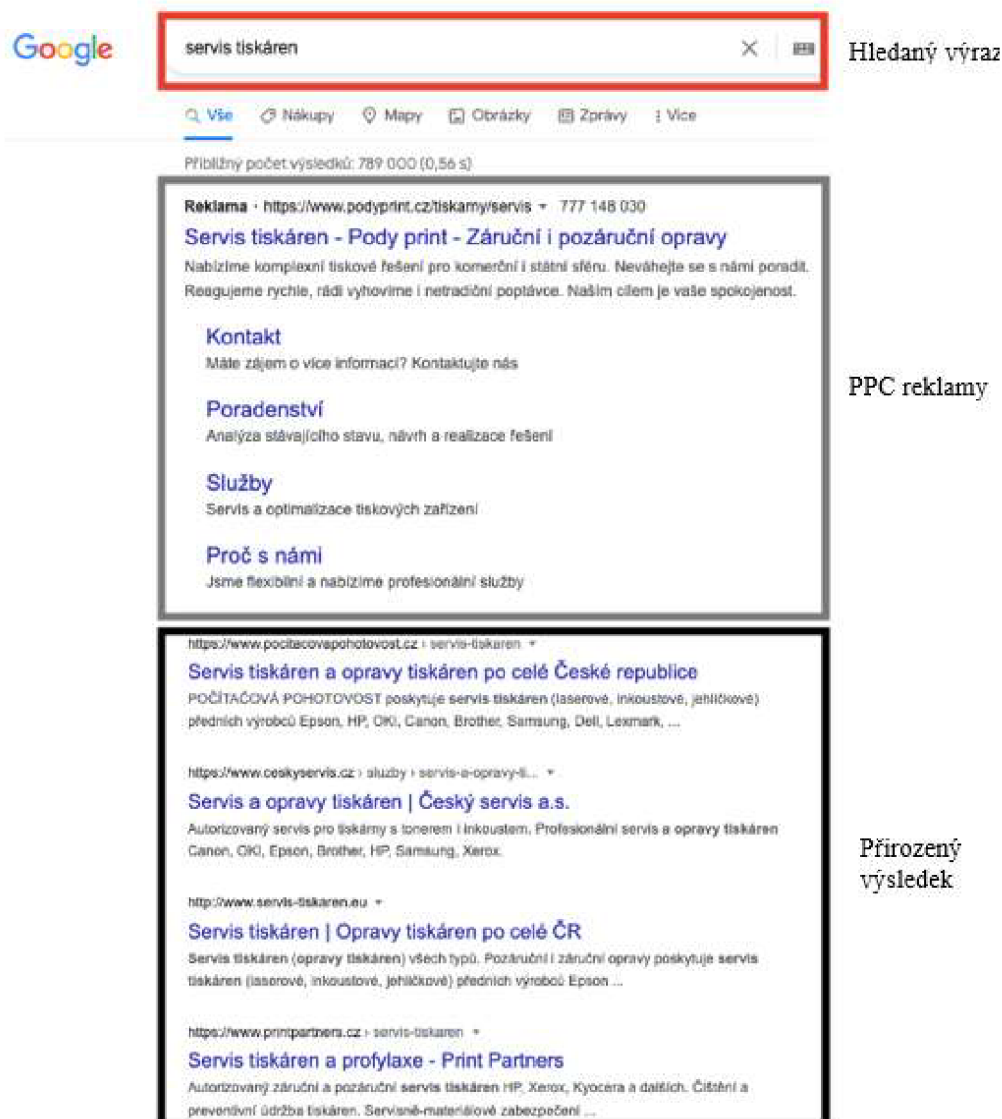 Google
servis tiskáren
Hledaný výraz
Vše Nákupy Mapy Obrázky Zprávy Více
Přibližný počet výsledků: 789 000 (0,56 s)
Reklama · https://www.podyprint.cz/tiskarny/servis 777 148 030
Servis tiskáren - Pody print - Záruční i pozáruční opravy
Nabízíme komplexní tiskové řešení pro komerční i státní sféru. Neváhejte se s námi poradit.
Reagujeme rychle, rádi vyhovíme i netradiční poptávce. Naším cílem je vaše spokojenost.
Kontakt
Máte zájem o více informací? Kontaktujte nás
PPC reklamy
Poradenství
Analýza stávajícího stavu, návrh a realizace řešení
Služby
Servis a optimalizace tiskových zařízení
Proč s námi
Jsme flexibilní a nabízíme profesionální služby
https://www.pocitacovapohotovost.cz › servis-tiskaren
Servis tiskáren a opravy tiskáren po celé České republice
POČÍTAČOVÁ POHOTOVOST poskytuje servis tiskáren (laserové, inkoustové, jehličkové)
předních výrobců Epson, HP, OKI, Canon, Brother, Samsung, Dell, Lexmark, ...
https://www.ceskyservis.cz › sluzby › servis-a-opravy-ti...
Servis a opravy tiskáren | Český servis a.s.
Autorizovaný servis pro tiskárny s tonerem i inkoustem. Profesionální servis a opravy tiskáren
Canon, OKI, Epson, Brother, HP, Samsung, Xerox.
Přirozený
výsledek
http://www.servis-tiskaren.eu
Servis tiskáren | Opravy tiskáren po celé ČR
Servis tiskáren (opravy tiskáren) všech typů. Pozáruční i záruční opravy poskytuje servis
tiskáren (laserové, inkoustové, jehličkové) předních výrobců Epson ...
https://www.printpartners.cz › servis-tiskaren
Servis tiskáren a profylaxe - Print Partners
Autorizovaný záruční a pozáruční servis tiskáren HP, Xerox, Kyocera a dalších. Čištění a
preventivní údržba tiskáren. Servisně-materiálové zabezpečení ...